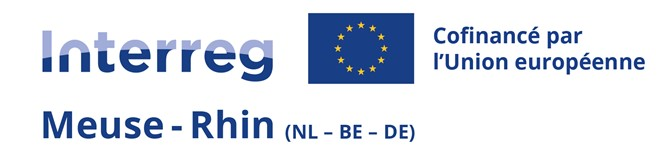 Interreg
Cofinancé par
l'Union européenne
Meuse - Rhin (NL – BE – DE)